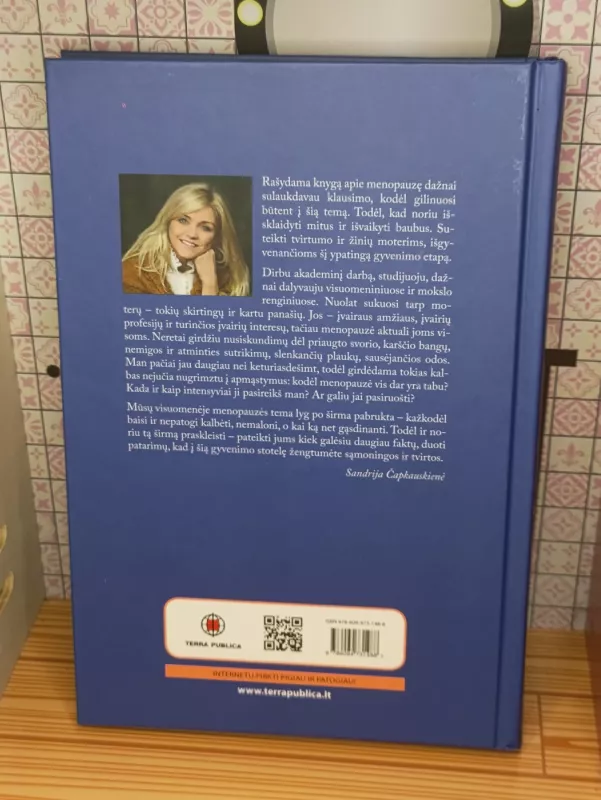 Rašydama knygą apie menopauzę dažnai
sulaukdavau klausimo, kodėl gilinuosi
būtent į šią temą. Todėl, kad noriu iš-
sklaidyti mitus ir išvaikyti baubus. Su-
teikti tvirtumo ir žinių moterims, išgy-
venančioms šį ypatingą gyvenimo etapą.
Dirbu akademinį darbą, studijuoju, daž-
nai dalyvauju visuomeniniuose ir mokslo
renginiuose. Nuolat sukuosi tarp mo-
terų – tokių skirtingų ir kartu panašių. Jos – įvairaus amžiaus, įvairių
profesijų ir turinčios įvairių interesų, tačiau menopauzė aktuali joms vi-
soms. Neretai girdžiu nusiskundimų dėl priaugto svorio, karščio bangų,
nemigos ir atminties sutrikimų, slenkančių plaukų, sausėjančios odos.
Man pačiai jau daugiau nei keturiasdešimt, todėl girdėdama tokias kal-
bas nejučia nugrimztu į apmąstymus: kodėl menopauzė vis dar yra tabu?
Kada ir kaip intensyviai ji pasireikš man? Ar galiu jai pasiruošti?
Mūsų visuomenėje menopauzės tema lyg po širma pabrukta – kažkodėl
baisi ir nepatogi kalbėti, nemaloni, o kai ką net gąsdinanti. Todėl ir no-
riu tą širmą praskleisti – pateikti jums kiek galėsiu daugiau faktų, duoti
patarimų, kad į šią gyvenimo stotelę žengtumėte sąmoningos ir tvirtos.
Sandrija Čapkauskienė
TERRA PUBLICA
INTERNETU PIRKTI PIGIAU IR PATOGIAU!
www.terrapublica.lt